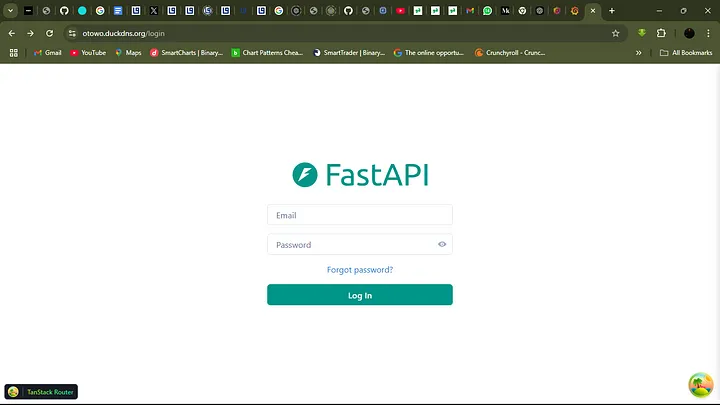 otowo.duckdns.org/login
Gmail
YouTube
Maps
SmartCharts | Binary...
Chart Patterns Chea...
SmartTrader | Binary...
The online opportu...
Crunchyroll - Crunc...
»
All Bookmarks
FastAPI
Email
Password
Forgot password?
Log In
TanStack Router